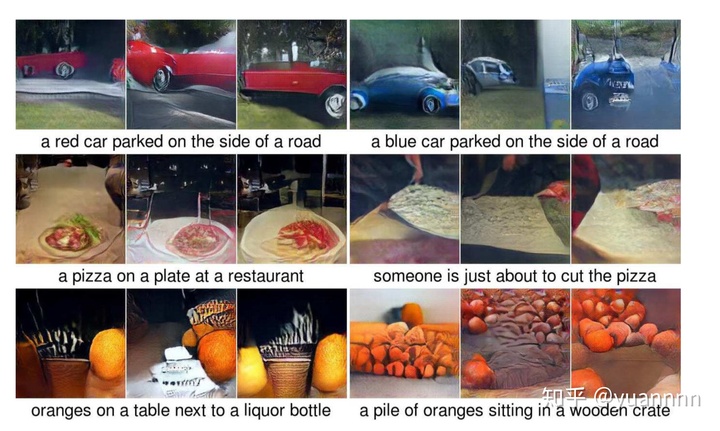 a red car parked on the side of a road
a blue car parked on the side of a road
a pizza on a plate at a restaurant
someone is just about to cut the pizza
oranges on a table next to a liquor bottle
a pile of oranges sitting in a wooden crate
知乎 @yuannnn